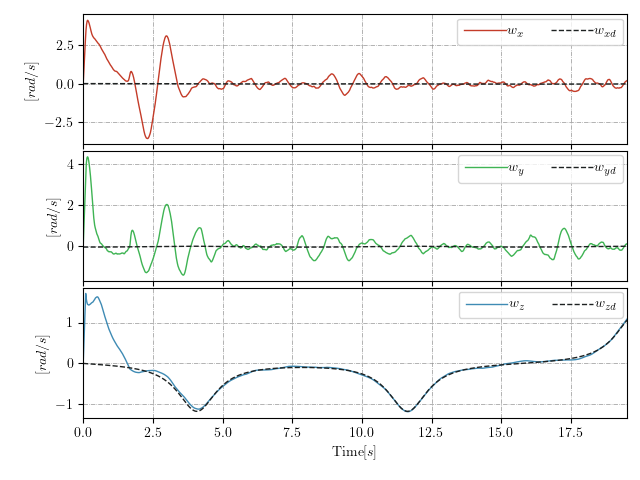 w_x w_xd
2.5
0.0
−2.5
[rad/s]
w_y w_yd
4
2
0
[rad/s]
w_z w_zd
1
0
−1
[rad/s]
0.0 2.5 5.0 7.5 10.0 12.5 15.0 17.5
Time[s]